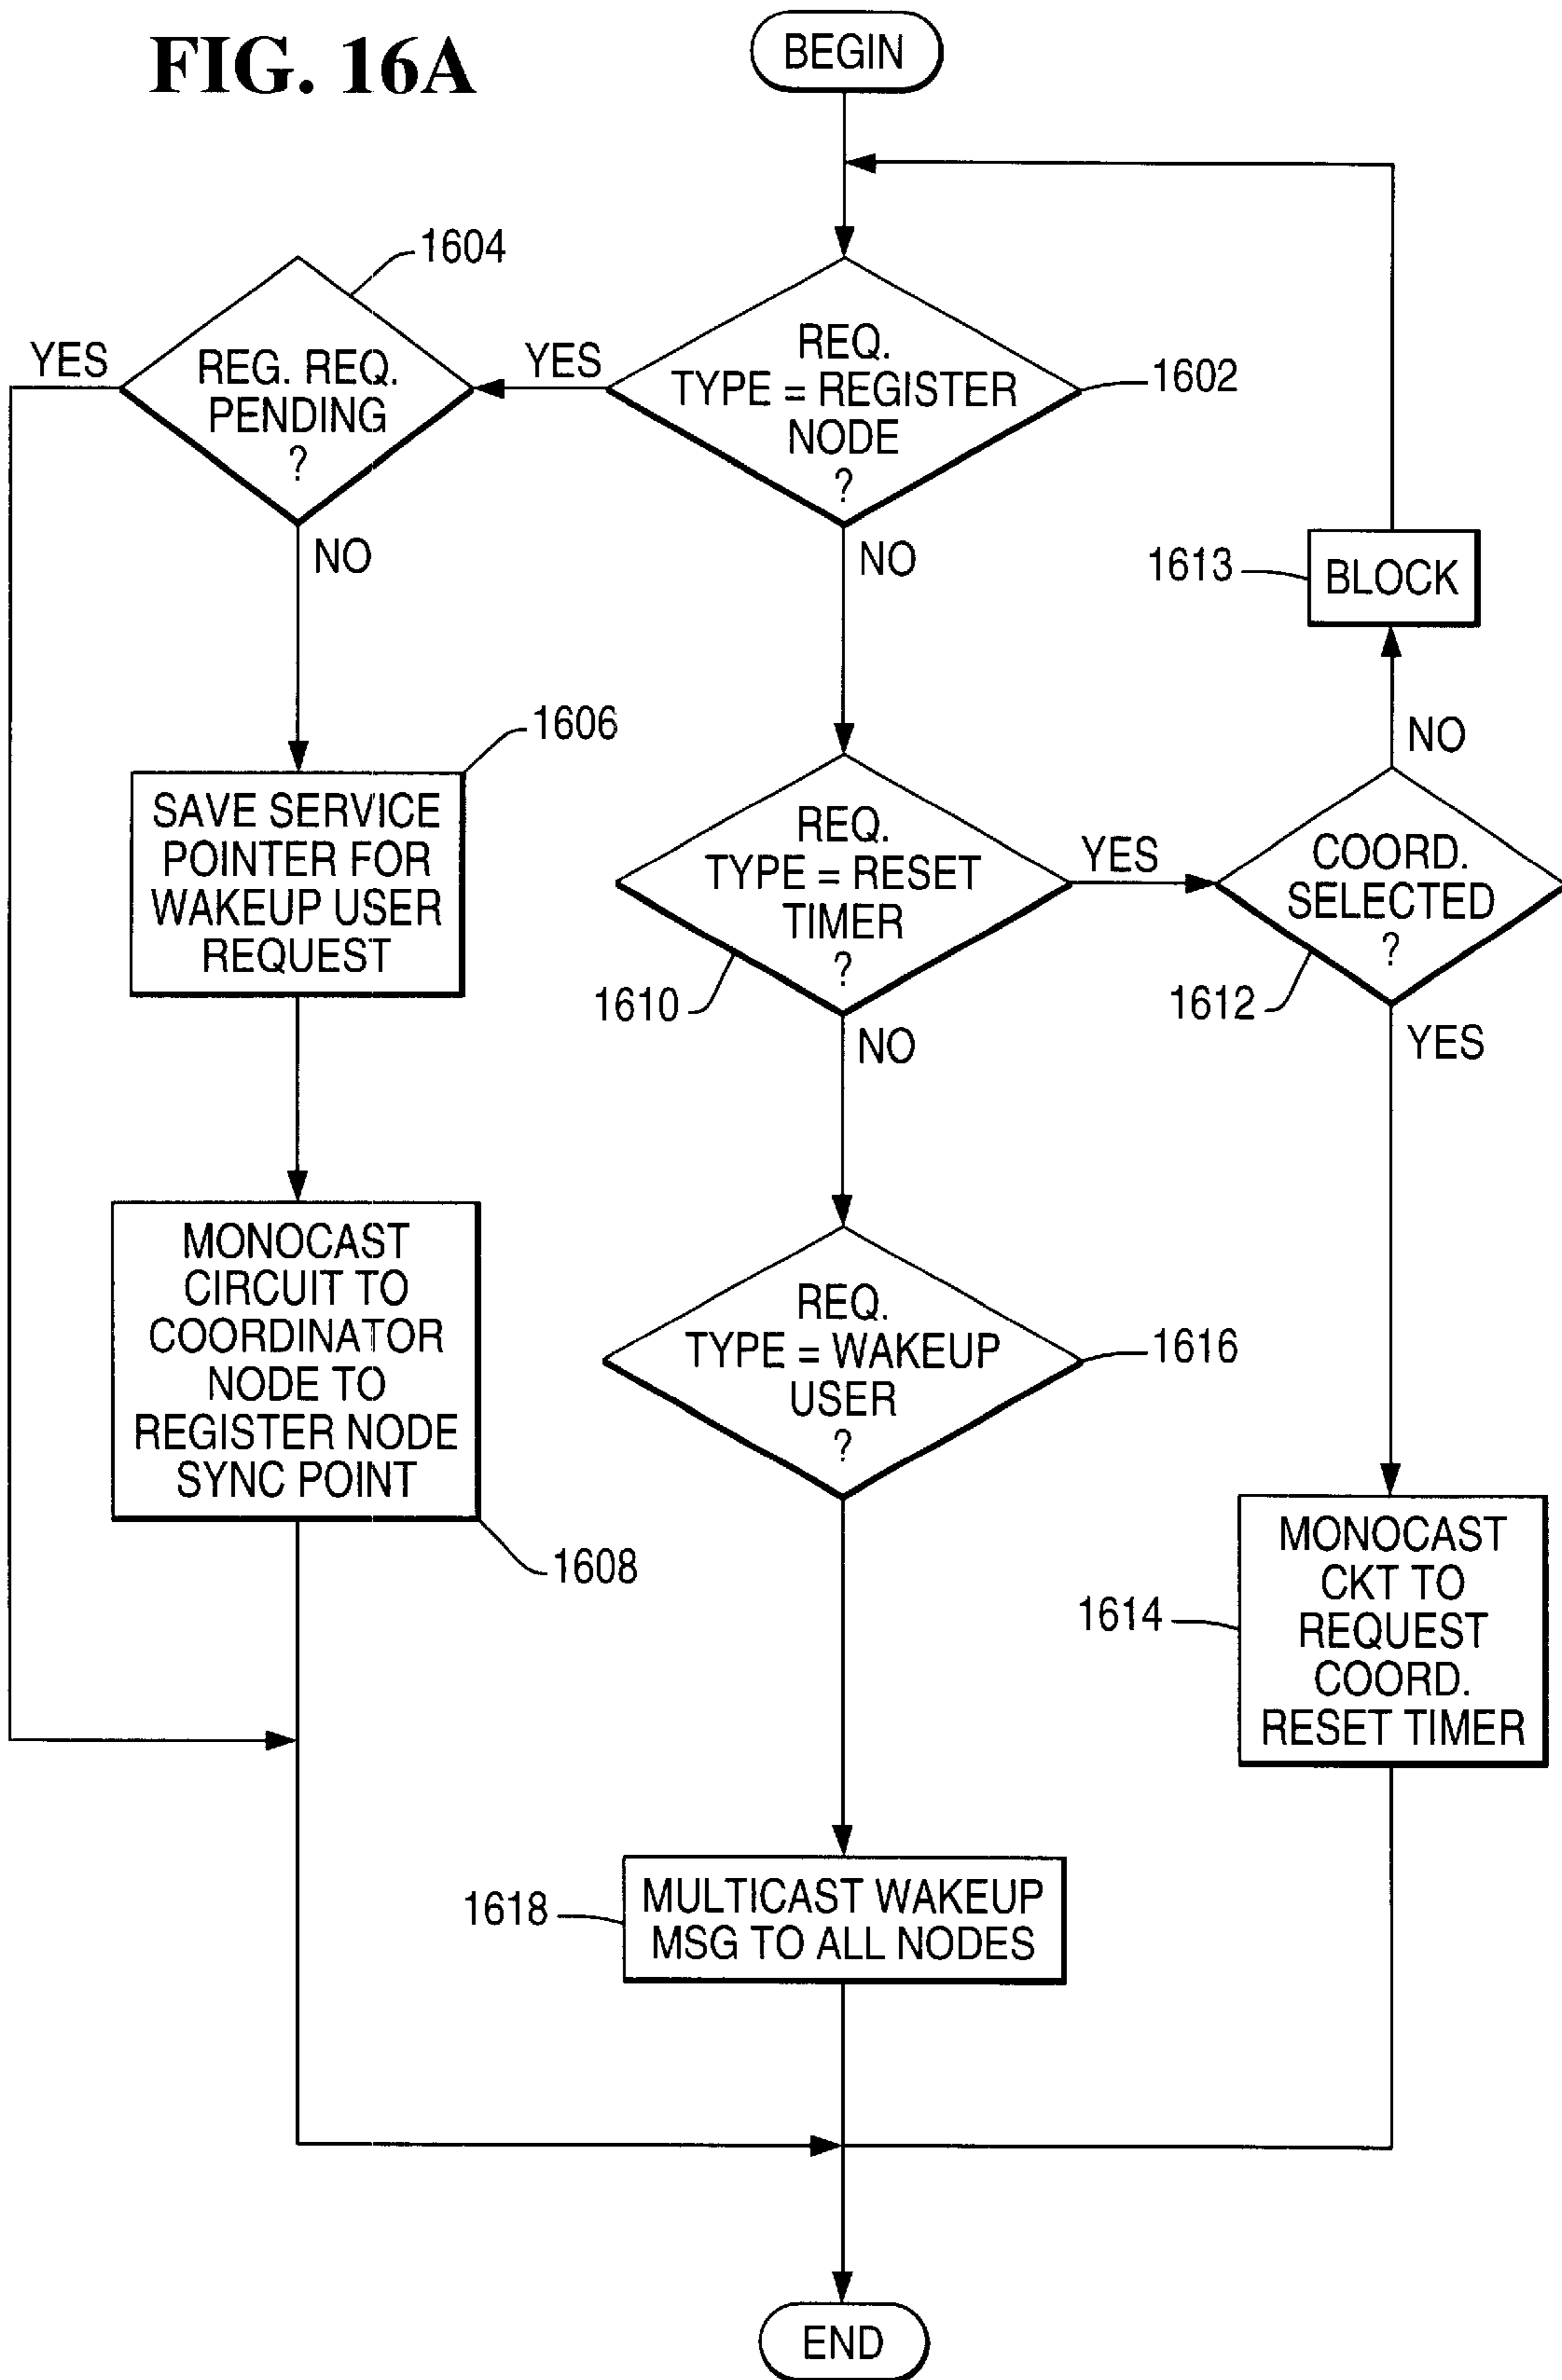 FIG. 16A
BEGIN
1604
YES
REG. REQ.
PENDING
?
YES
REQ.
TYPE = REGISTER
NODE
?
1602
NO
NO
1613
BLOCK
1606
SAVE SERVICE
POINTER FOR
WAKEUP USER
REQUEST
REQ.
TYPE = RESET
TIMER
?
YES
1610
NO
NO
COORD.
SELECTED
?
1612
YES
MONOCAST
CIRCUIT TO
COORDINATOR
NODE TO
REGISTER NODE
SYNC POINT
1608
REQ.
TYPE = WAKEUP
USER
?
1616
MONOCAST
CKT TO
REQUEST
COORD.
RESET TIMER
1614
1618
MULTICAST WAKEUP
MSG TO ALL NODES
END